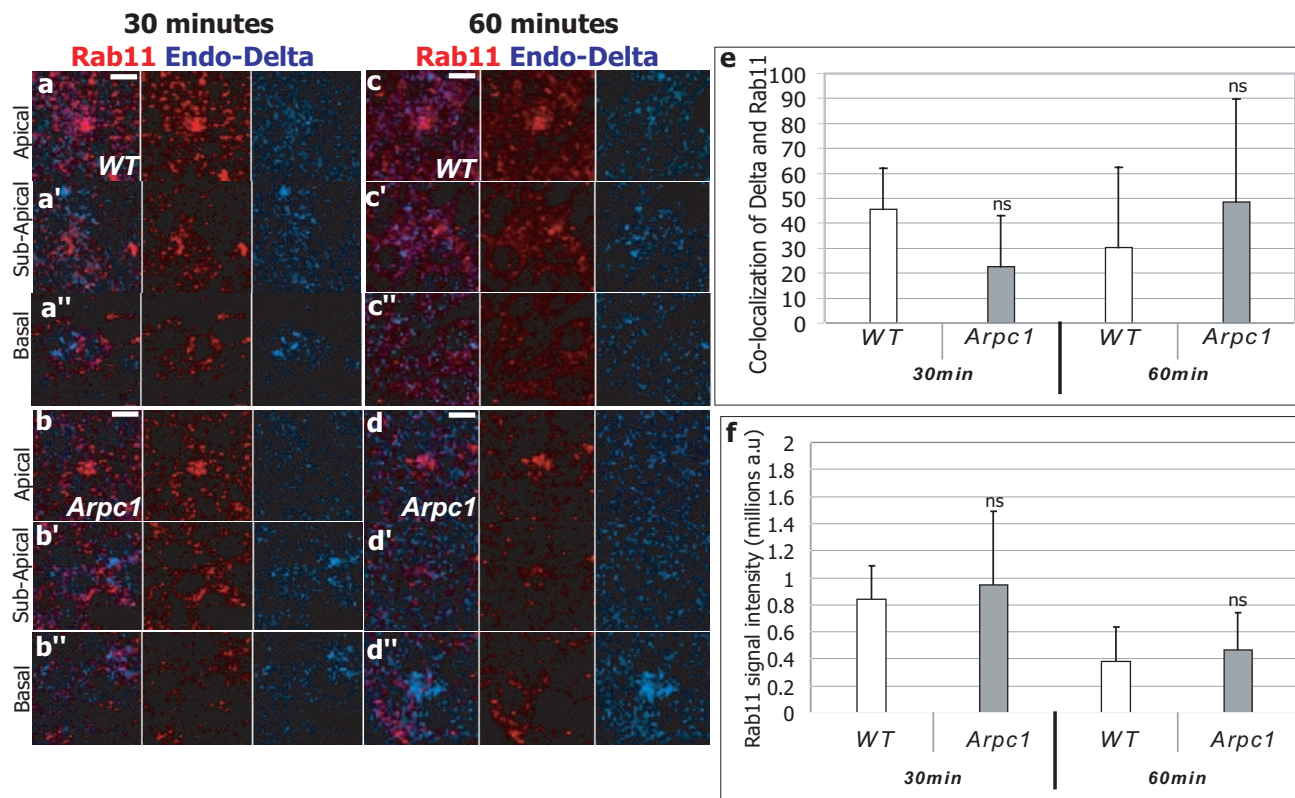 30 minutes
Rab11 Endo-Delta
60 minutes
Rab11 Endo-Delta
Apical
Sub-Apical
Basal
Apical
Sub-Apical
Basal
a
WT
a'
a''
b
Arpc1
b'
b''
c
WT
c'
c''
d
Arpc1
d'
d''
e
Co-localization of Delta and Rab11
100
90
80
70
60
50
40
30
20
10
0
ns
ns
WT Arpc1 WT Arpc1
30min 60min
f
Rab11 signal intensity (millions a.u)
2
1.8
1.6
1.4
1.2
1
0.8
0.6
0.4
0.2
0
ns
ns
WT Arpc1 WT Arpc1
30min 60min